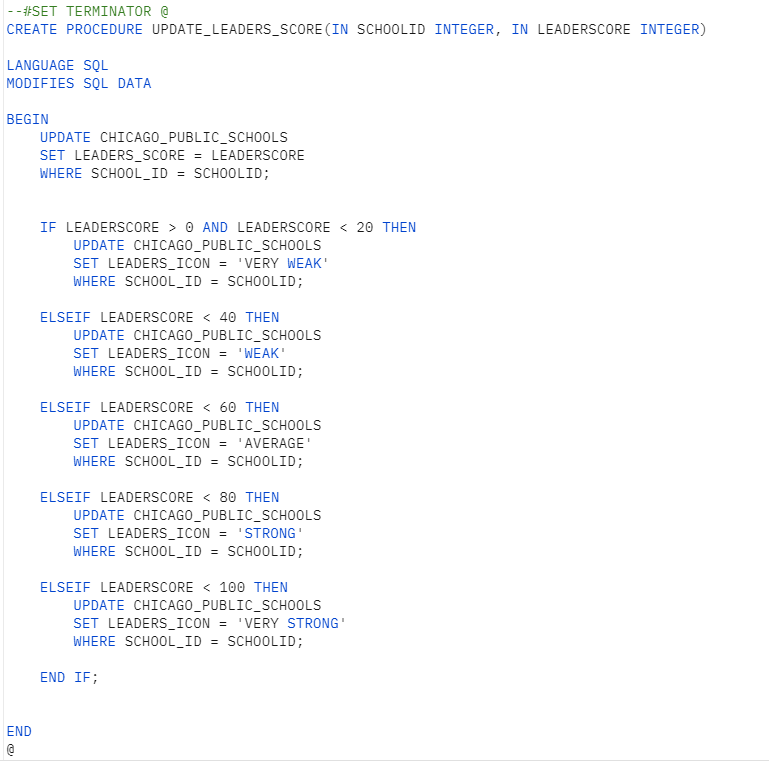 --#SET TERMINATOR @
CREATE PROCEDURE UPDATE_LEADERS_SCORE(IN SCHOOLID INTEGER, IN LEADERSCORE INTEGER)
LANGUAGE SQL
MODIFIES SQL DATA
BEGIN
UPDATE CHICAGO_PUBLIC_SCHOOLS
SET LEADERS_SCORE = LEADERSCORE
WHERE SCHOOL_ID = SCHOOLID;
IF LEADERSCORE > 0 AND LEADERSCORE < 20 THEN
UPDATE CHICAGO_PUBLIC_SCHOOLS
SET LEADERS_ICON = 'VERY WEAK'
WHERE SCHOOL_ID = SCHOOLID;
ELSEIF LEADERSCORE < 40 THEN
UPDATE CHICAGO_PUBLIC_SCHOOLS
SET LEADERS_ICON = 'WEAK'
WHERE SCHOOL_ID = SCHOOLID;
ELSEIF LEADERSCORE < 60 THEN
UPDATE CHICAGO_PUBLIC_SCHOOLS
SET LEADERS_ICON = 'AVERAGE'
WHERE SCHOOL_ID = SCHOOLID;
ELSEIF LEADERSCORE < 80 THEN
UPDATE CHICAGO_PUBLIC_SCHOOLS
SET LEADERS_ICON = 'STRONG'
WHERE SCHOOL_ID = SCHOOLID;
ELSEIF LEADERSCORE < 100 THEN
UPDATE CHICAGO_PUBLIC_SCHOOLS
SET LEADERS_ICON = 'VERY STRONG'
WHERE SCHOOL_ID = SCHOOLID;
END IF;
END
@